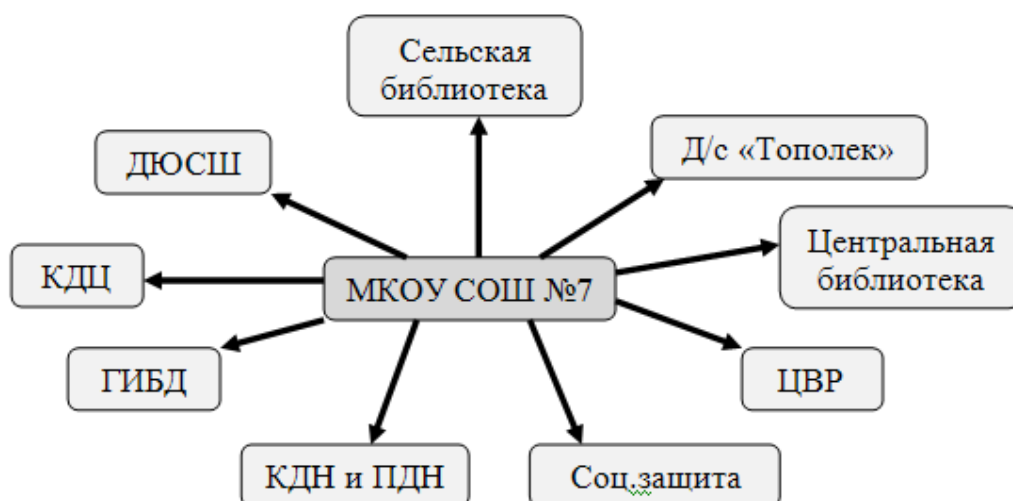 Сельская
библиотека
ДЮСШ
Д/с «Тополек»
КДЦ
МКОУ СОШ №7
Центральная
библиотека
ГИБД
ЦВР
КДН и ПДН
Соц.защита